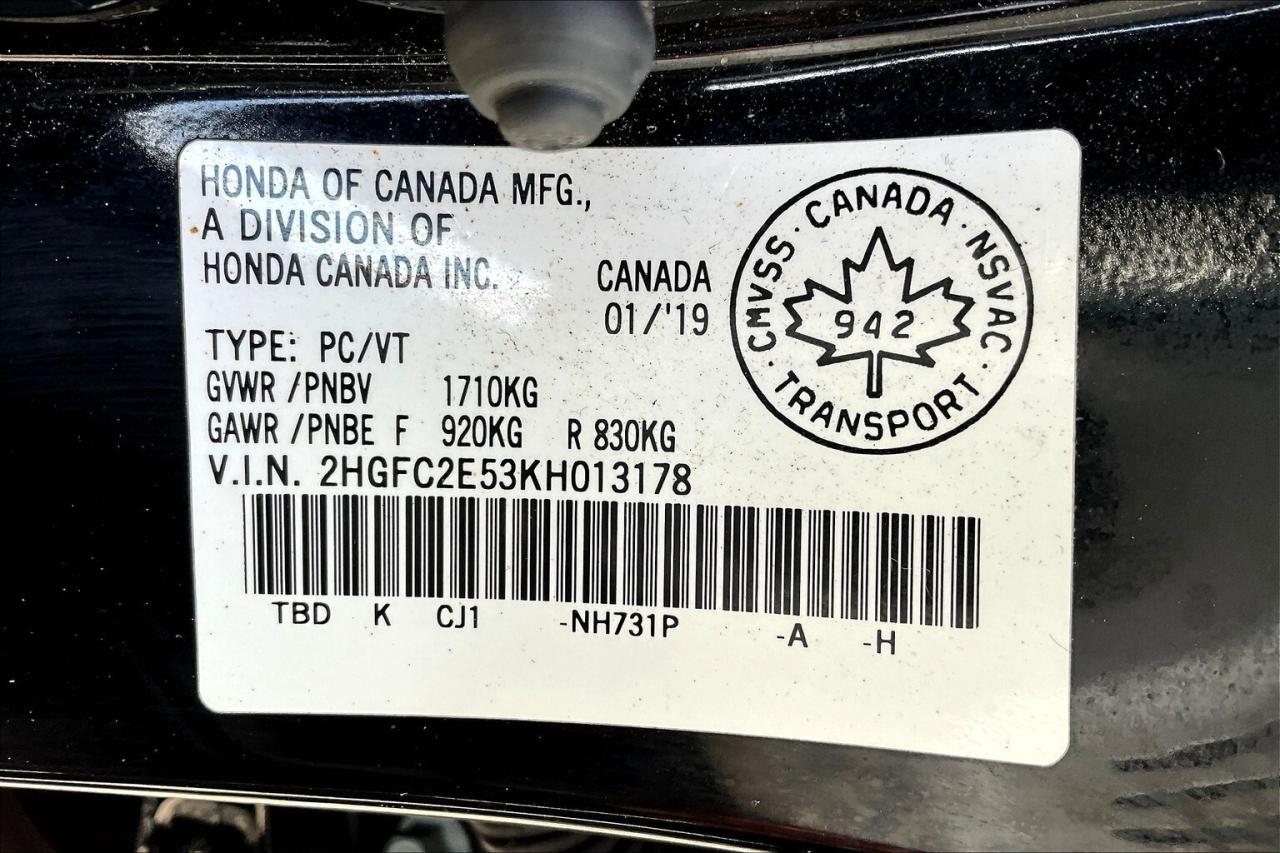 HONDA OF CANADA MFG.,
A DIVISION OF
HONDA CANADA INC.
CANADA
01/'19
TYPE: PC/VT
GVWR /PNBV 1710KG
GAWR /PNBE F 920KG R 830KG
V.I.N. 2HGFC2E53KH013178
TBD K CJ1 -NH731P -A -H
CMVSS · CANADA · NSVAC · TRANSPORT ·
942